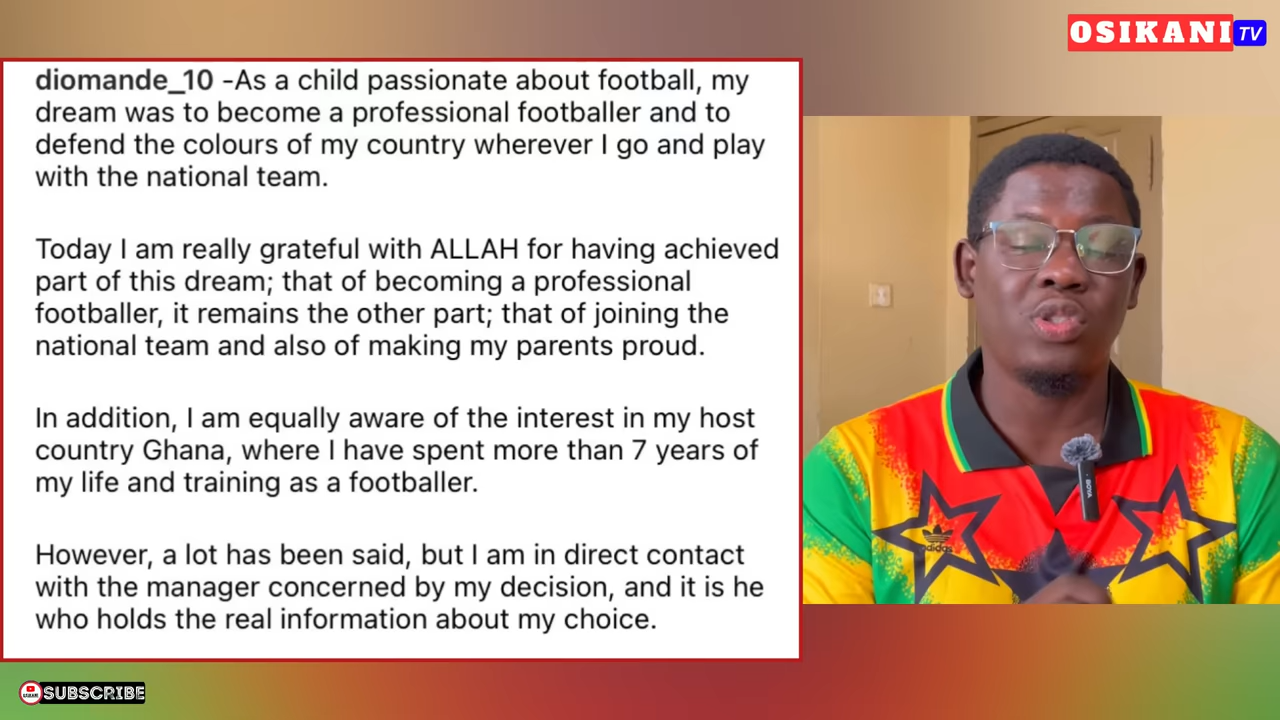 OSIKANI TV
diomande_10 -As a child passionate about football, my
dream was to become a professional footballer and to
defend the colours of my country wherever I go and play
with the national team.
Today I am really grateful with ALLAH for having achieved
part of this dream; that of becoming a professional
footballer, it remains the other part; that of joining the
national team and also of making my parents proud.
In addition, I am equally aware of the interest in my host
country Ghana, where I have spent more than 7 years of
my life and training as a footballer.
However, a lot has been said, but I am in direct contact
with the manager concerned by my decision, and it is he
who holds the real information about my choice.
adidas
BOYA
SUBSCRIBE